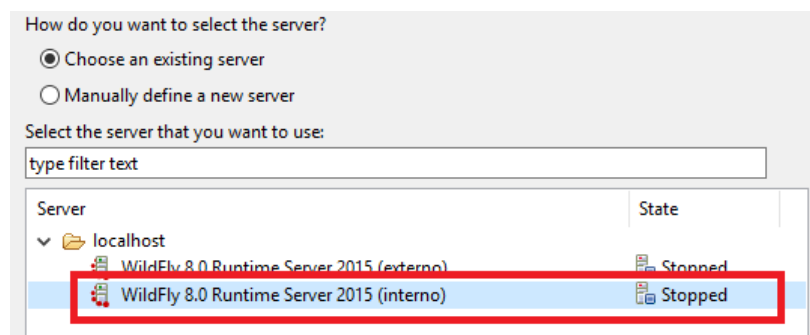 How do you want to select the server?
Choose an existing server
Manually define a new server
Select the server that you want to use:
type filter text
Server State
localhost
WildFly 8.0 Runtime Server 2015 (externo) Stopped
WildFly 8.0 Runtime Server 2015 (interno) Stopped